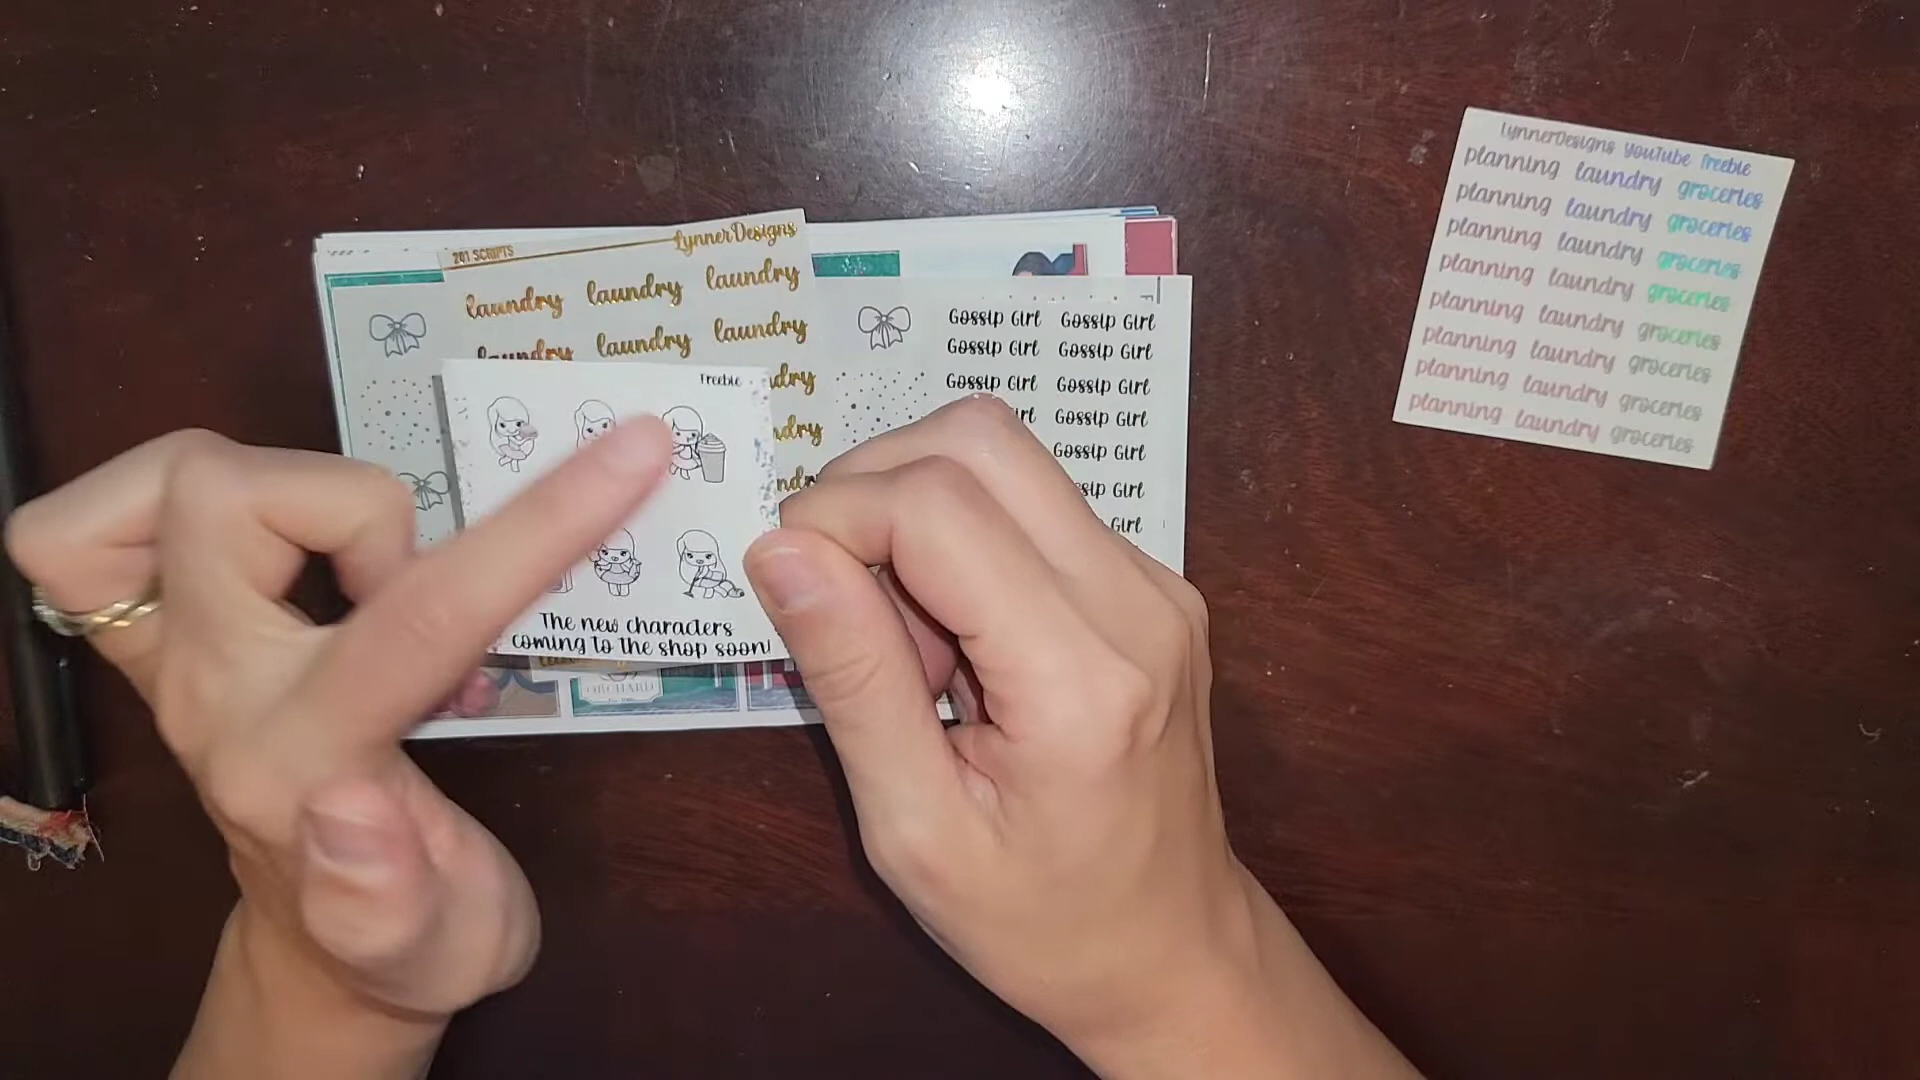 LynnerDesigns YouTube freebie
planning laundry groceries
planning laundry groceries
planning laundry groceries
planning laundry groceries
planning laundry groceries
planning laundry groceries
planning laundry groceries
planning laundry groceries
201 SCRIPTS LynnerDesigns
laundry laundry laundry
laundry laundry laundry
Gossip Girl Gossip Girl
Gossip Girl Gossip Girl
Gossip Girl Gossip Girl
Gossip Girl
Gossip Girl
Girl
Girl
Freebie
The new characters
coming to the shop soon!
ORCHARD